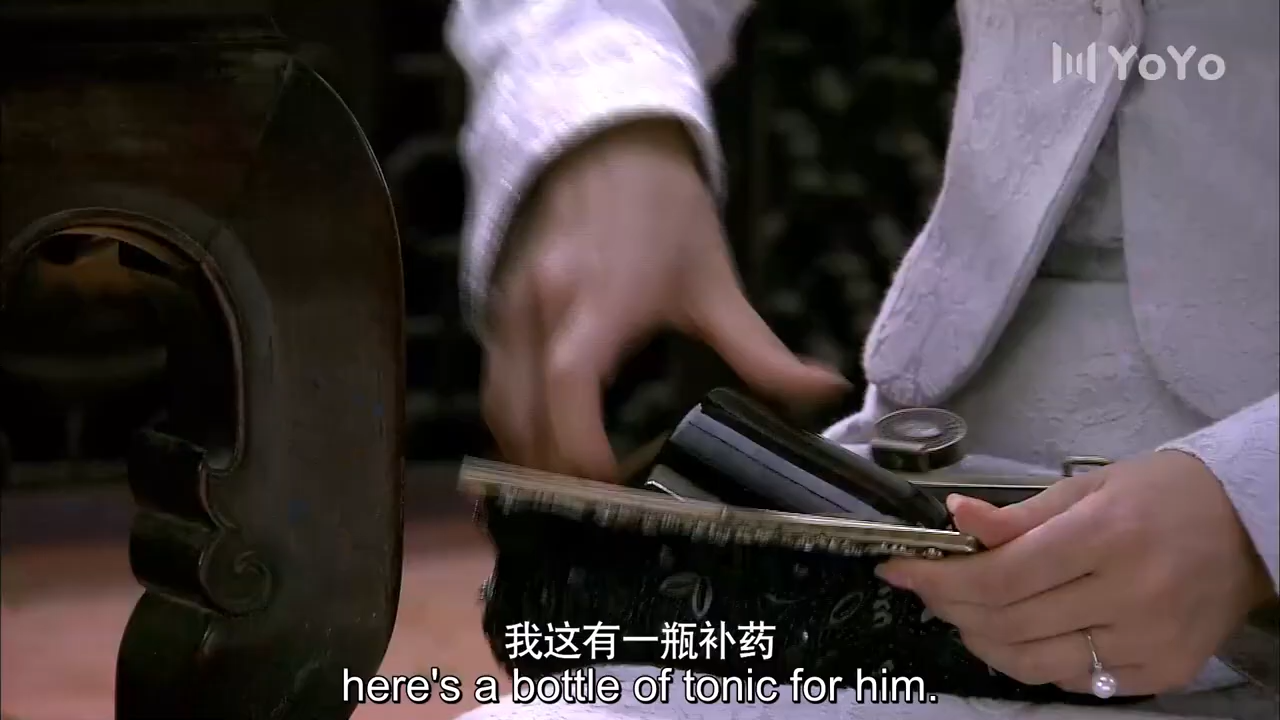 YoYo
我这有一瓶补药
here's a bottle of tonic for him.